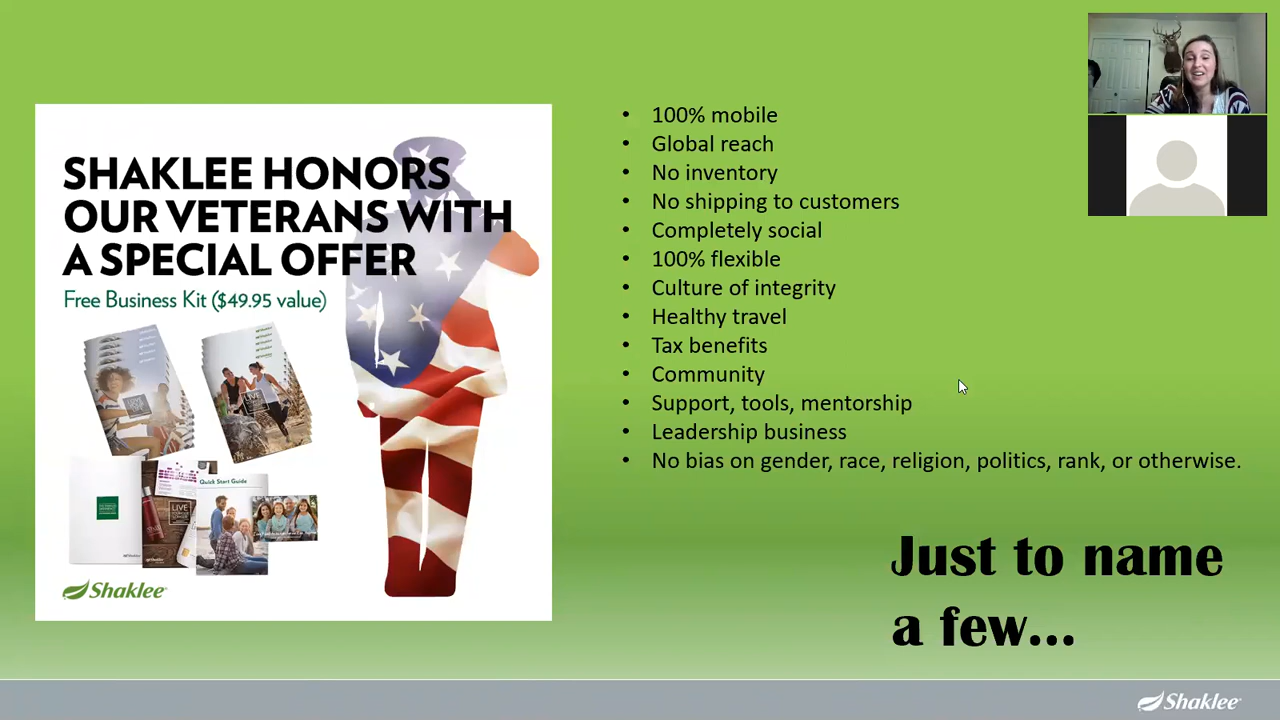 SHAKLEE HONORS
OUR VETERANS WITH
A SPECIAL OFFER
Free Business Kit ($49.95 value)
Quick Start Guide
LIVE
Shaklee
• 100% mobile
• Global reach
• No inventory
• No shipping to customers
• Completely social
• 100% flexible
• Culture of integrity
• Healthy travel
• Tax benefits
• Community
• Support, tools, mentorship
• Leadership business
• No bias on gender, race, religion, politics, rank, or otherwise.
Just to name
a few...
Shaklee